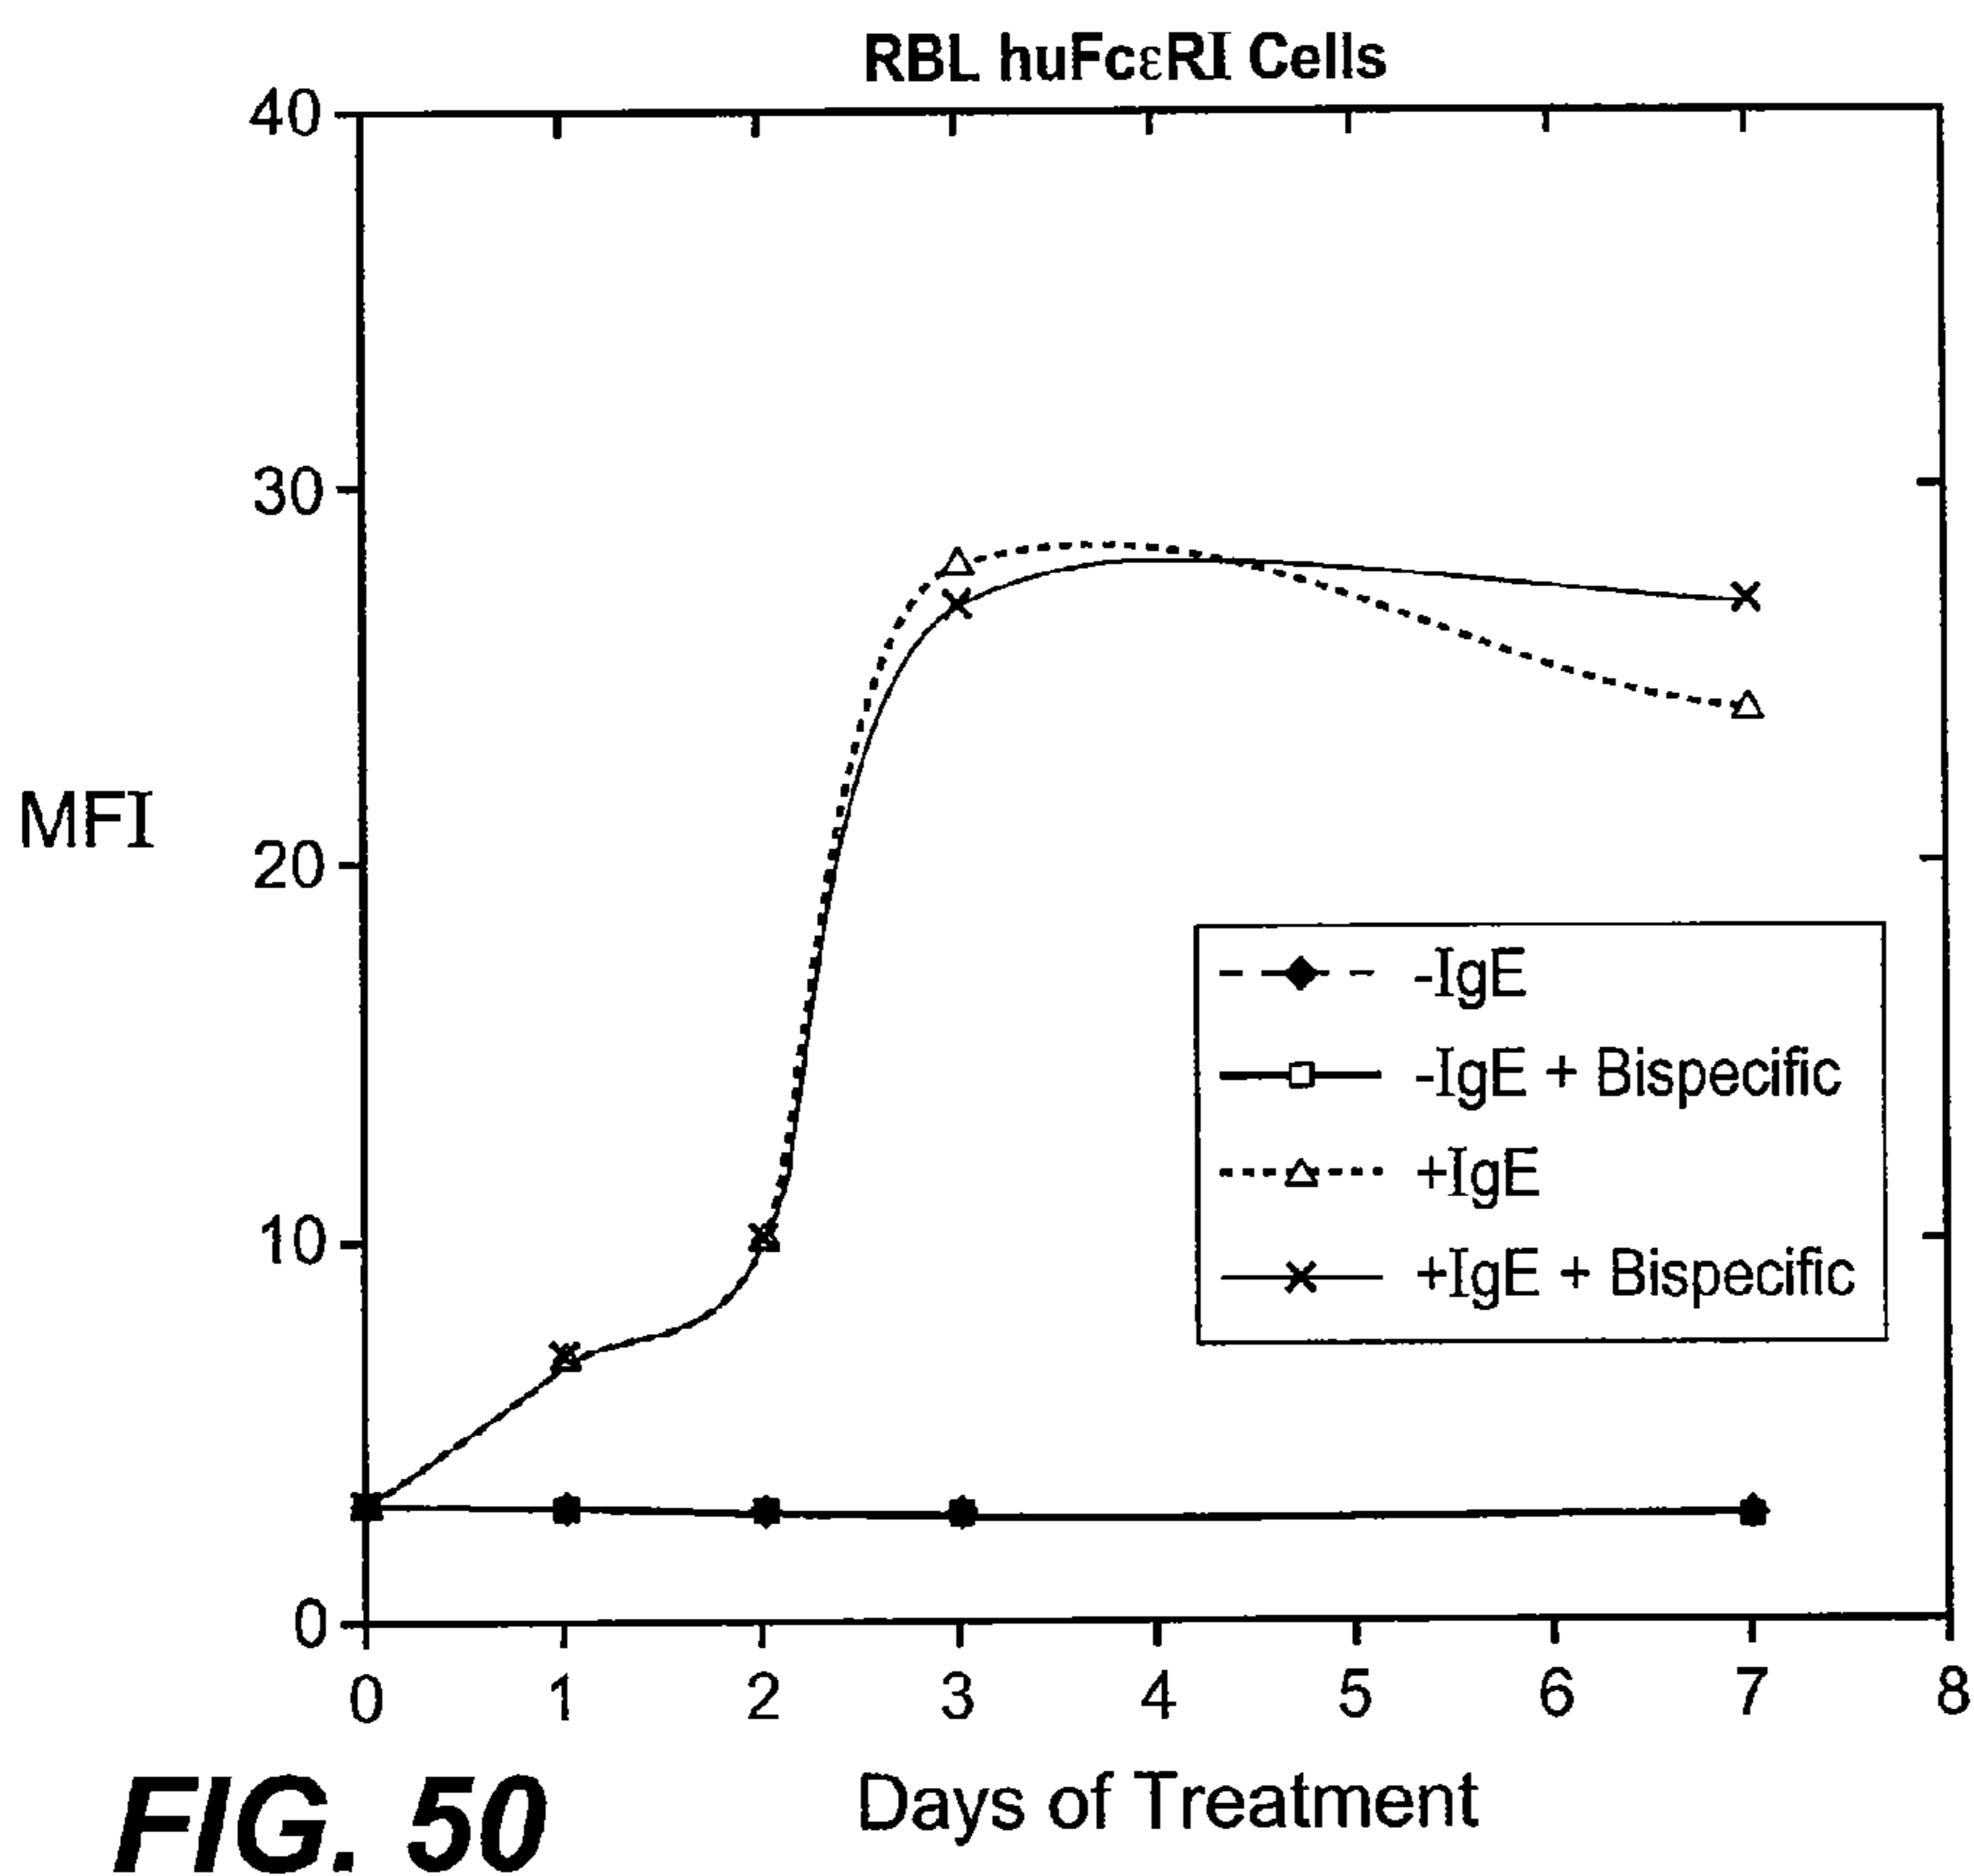 RBL huFcεRI Cells
40
30
20
10
0
MFI
-IgE
-IgE + Bispecific
+IgE
+IgE + Bispecific
0 1 2 3 4 5 6 7 8
Days of Treatment
FIG. 50